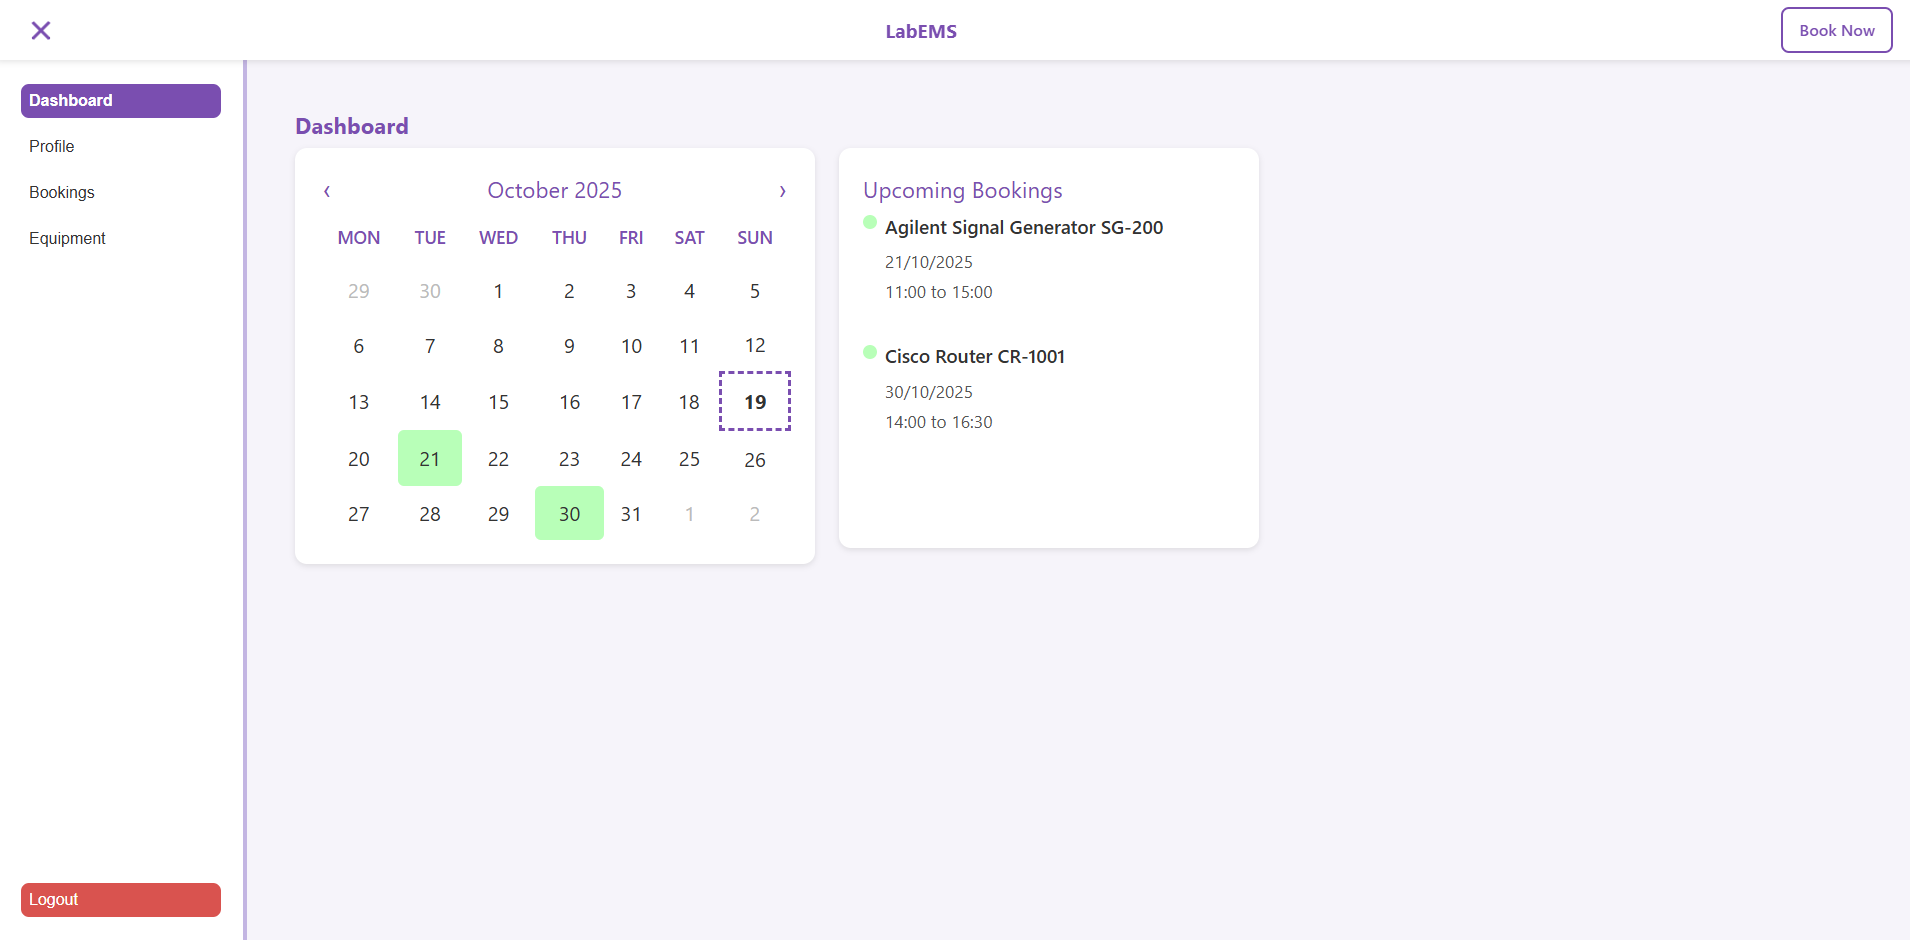 LabEMS
Book Now
Dashboard
Profile
Bookings
Equipment
Logout
Dashboard
‹ October 2025 ›
MON TUE WED THU FRI SAT SUN
29 30 1 2 3 4 5
6 7 8 9 10 11 12
13 14 15 16 17 18 19
20 21 22 23 24 25 26
27 28 29 30 31 1 2
Upcoming Bookings
Agilent Signal Generator SG-200
21/10/2025
11:00 to 15:00
Cisco Router CR-1001
30/10/2025
14:00 to 16:30